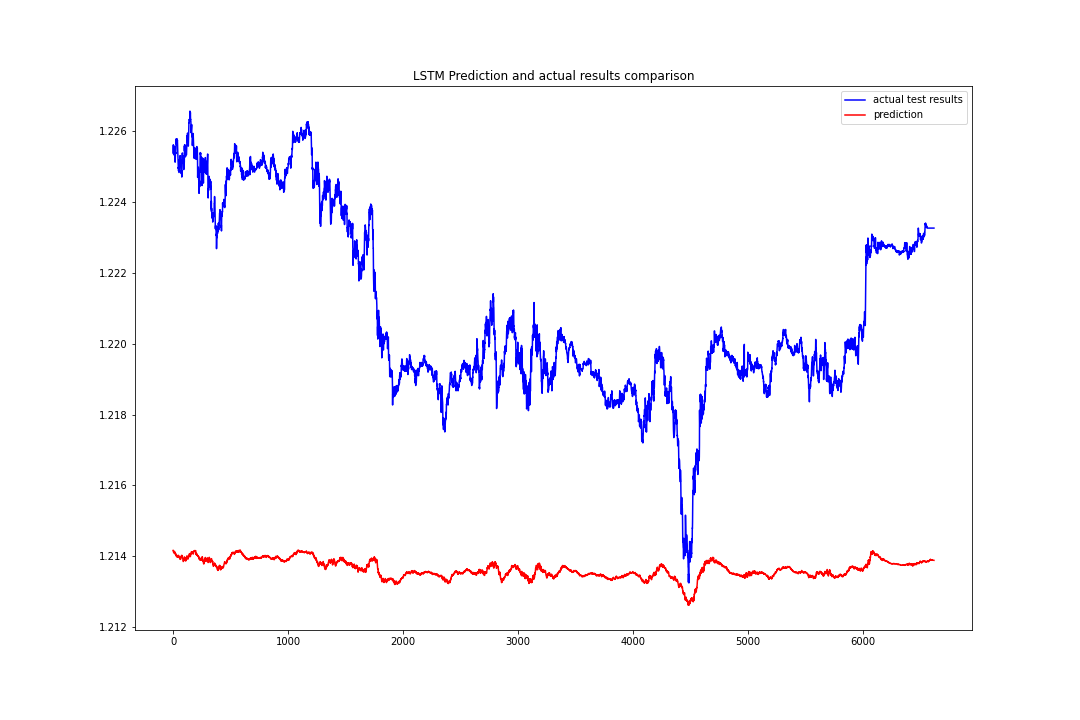 LSTM Prediction and actual results comparison
actual test results
prediction
1.226
1.224
1.222
1.220
1.218
1.216
1.214
1.212
0 1000 2000 3000 4000 5000 6000